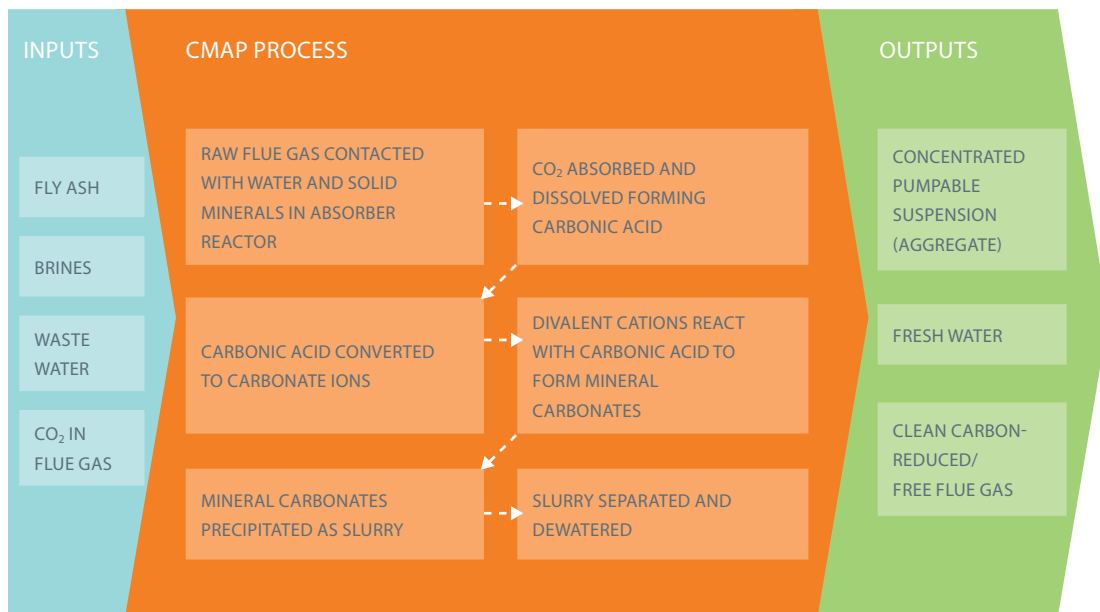 INPUTS
FLY ASH
BRINES
WASTE
WATER
CO₂ IN
FLUE GAS
CMAP PROCESS
RAW FLUE GAS CONTACTED
WITH WATER AND SOLID
MINERALS IN ABSORBER
REACTOR
CO₂ ABSORBED AND
DISSOLVED FORMING
CARBONIC ACID
CARBONIC ACID CONVERTED
TO CARBONATE IONS
DIVALENT CATIONS REACT
WITH CARBONIC ACID TO
FORM MINERAL
CARBONATES
MINERAL CARBONATES
PRECIPITATED AS SLURRY
SLURRY SEPARATED AND
DEWATERED
OUTPUTS
CONCENTRATED
PUMPABLE
SUSPENSION
(AGGREGATE)
FRESH WATER
CLEAN CARBON-
REDUCED/
FREE FLUE GAS